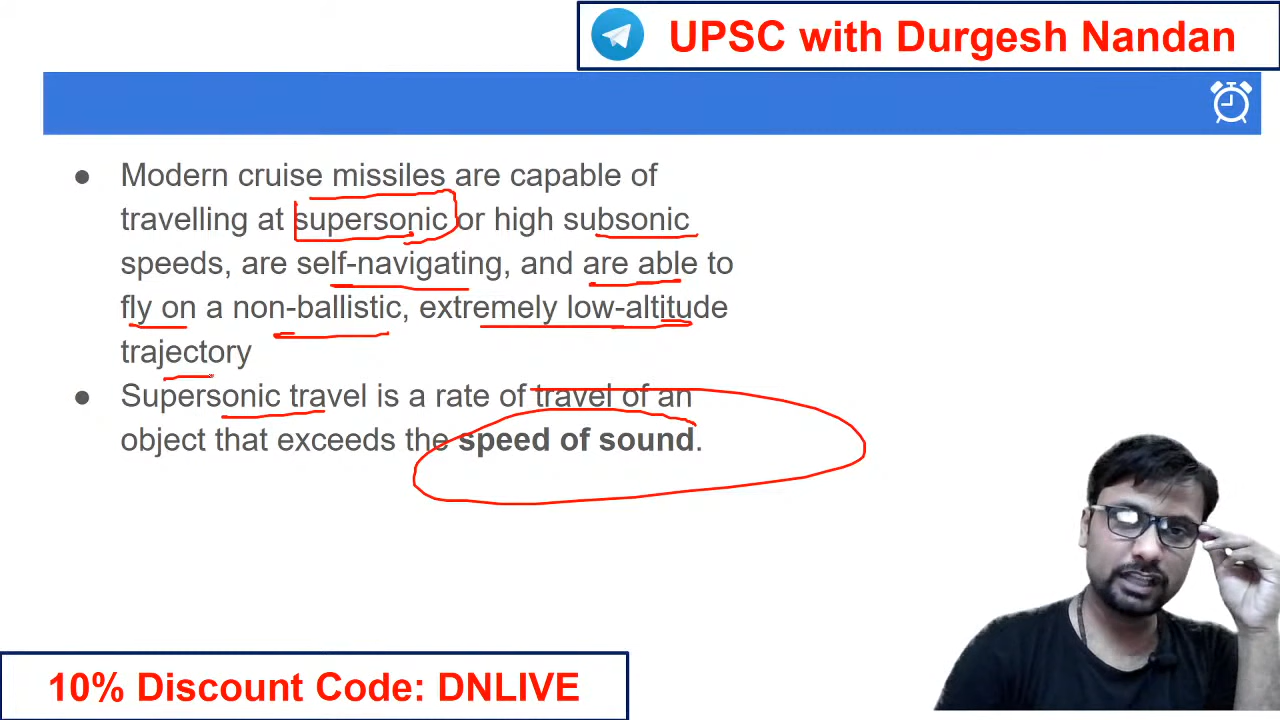 UPSC with Durgesh Nandan
● Modern cruise missiles are capable of
travelling at supersonic or high subsonic
speeds, are self-navigating, and are able to
fly on a non-ballistic, extremely low-altitude
trajectory
● Supersonic travel is a rate of travel of an
object that exceeds the speed of sound.
10% Discount Code: DNLIVE